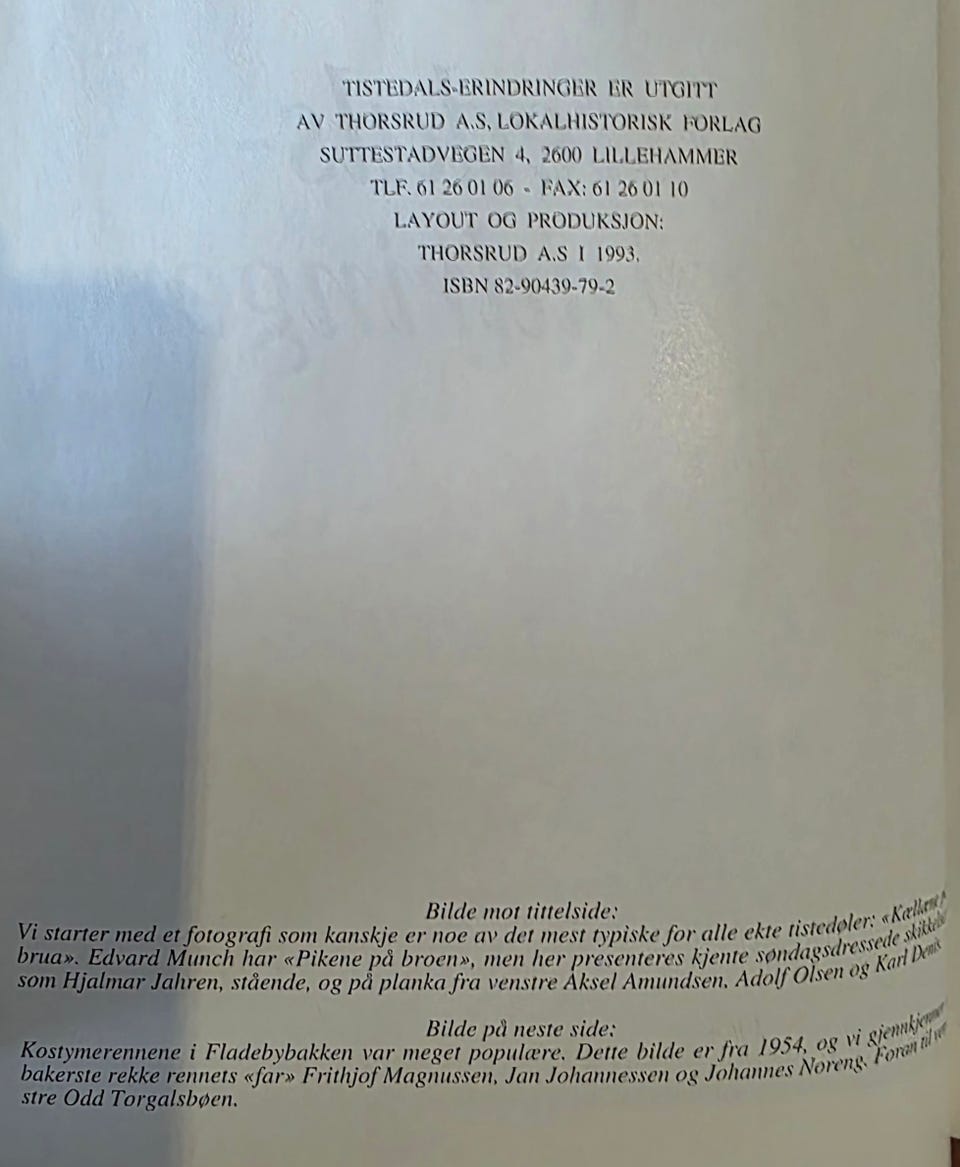 TISTEDALS-ERINDRINGER ER UTGITT
AV THORSRUD A.S, LOKALHISTORISK FORLAG
SUTTESTADVEGEN 4, 2600 LILLEHAMMER
TLF. 61 26 01 06 - FAX: 61 26 01 10
LAYOUT OG PRODUKSJON:
THORSRUD A.S I 1993.
ISBN 82-90439-79-2
Bilde mot tittelside:
Vi starter med et fotografi som kanskje er noe av det mest typiske for alle ekte tistedøler: «Kællæne
brua». Edvard Munch har «Pikene på broen», men her presenteres kjente søndagsdressede
som Hjalmar Jahren, stående, og på planka fra venstre Aksel Amundsen, Adolf Olsen og Karl
Bilde på neste side:
Kostymerennene i Fladebybakken var meget populære. Dette bilde er fra 1954, og vi gjennkjenner
bakerste rekke rennets «far» Frithjof Magnussen, Jan Johannessen og Johannes Noreng. Foran til
stre Odd Torgalsbøen.